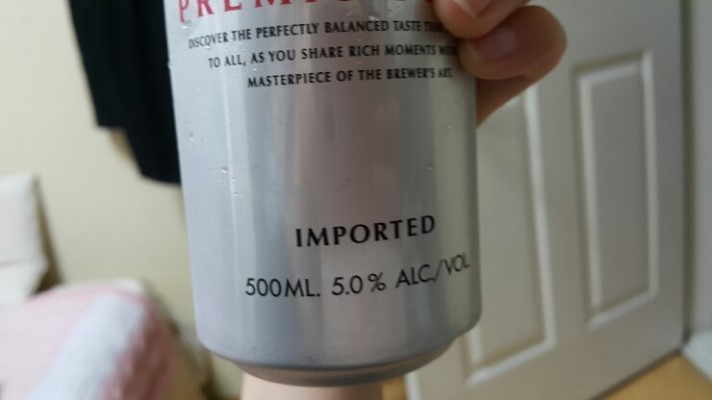 DISCOVER THE PERFECTLY BALANCED TASTE
TO ALL, AS YOU SHARE RICH MOMENTS
MASTERPIECE OF THE BREWER'S ART.
IMPORTED
500ML. 5.0% ALC./VOL